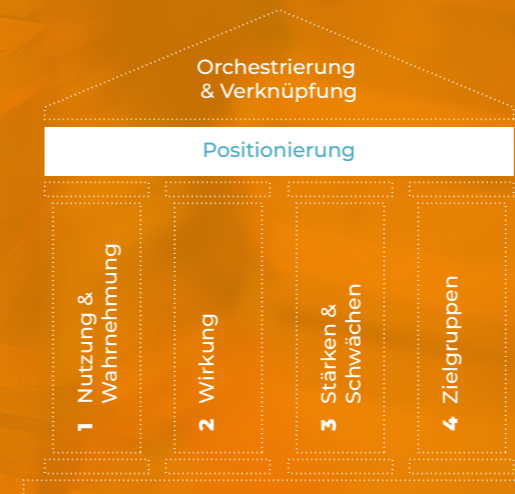 Orchestrierung
& Verknüpfung
Positionierung
1 Nutzung &
Wahrnehmung
2 Wirkung
3 Stärken &
Schwächen
4 Zielgruppen